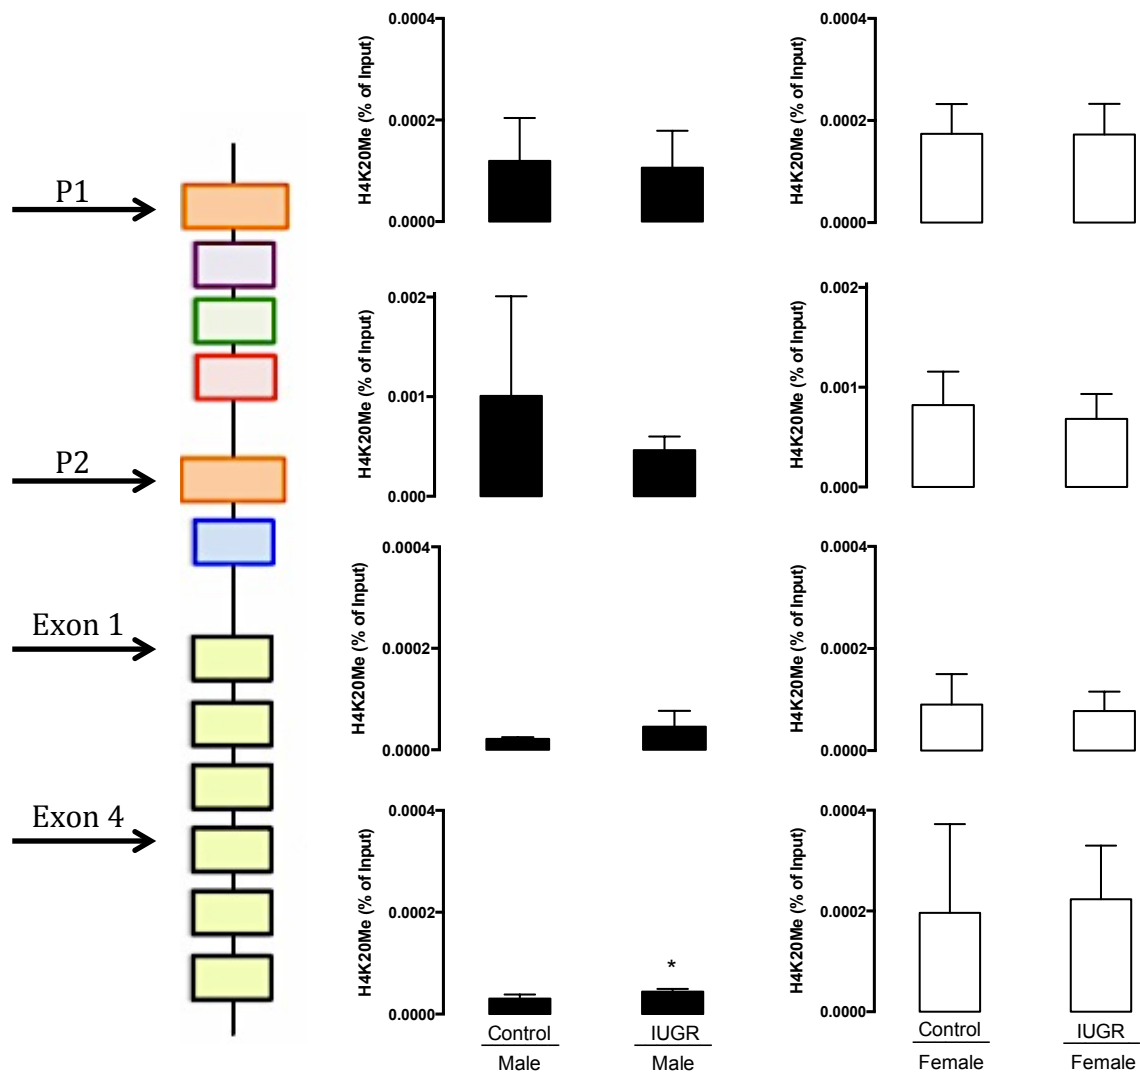 P1
H4K20Me (% of Input)
0.0004
0.0002
0.0000
H4K20Me (% of Input)
0.0004
0.0002
0.0000
P2
H4K20Me (% of Input)
0.002
0.001
0.000
H4K20Me (% of Input)
0.002
0.001
0.000
Exon 1
H4K20Me (% of Input)
0.0004
0.0002
0.0000
H4K20Me (% of Input)
0.0004
0.0002
0.0000
Exon 4
H4K20Me (% of Input)
0.0004
0.0002
0.0000
*
H4K20Me (% of Input)
0.0004
0.0002
0.0000
Control IUGR
Male Male
Control IUGR
Female Female